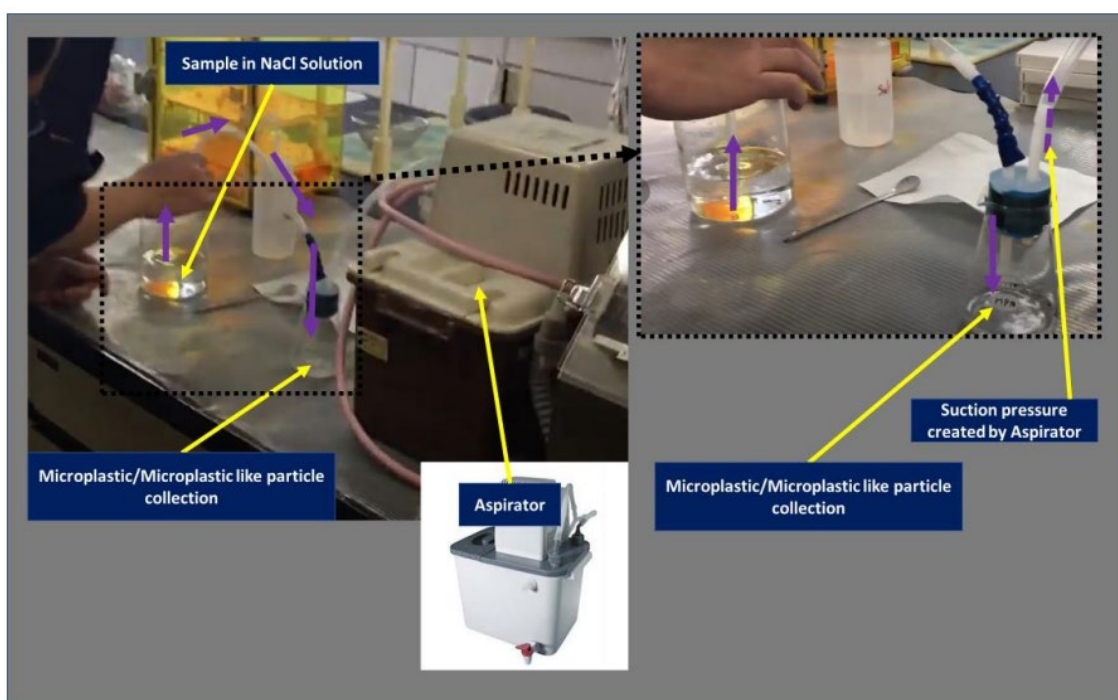 Sample in NaCl Solution
Microplastic/Microplastic like particle
collection
Aspirator
Suction pressure
created by Aspirator
Microplastic/Microplastic like particle
collection